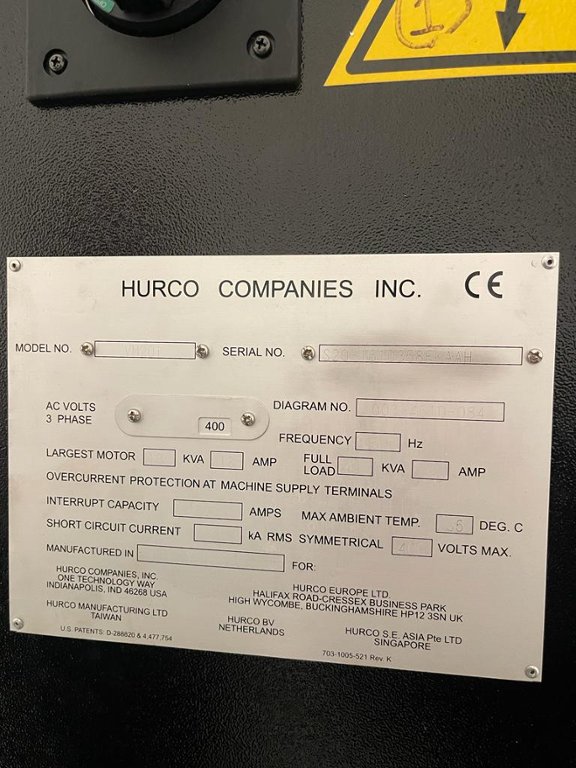 HURCO COMPANIES INC. CE
MODEL NO. SERIAL NO.
AC VOLTS
3 PHASE
400
DIAGRAM NO.
FREQUENCY Hz
LARGEST MOTOR KVA AMP FULL LOAD KVA AMP
OVERCURRENT PROTECTION AT MACHINE SUPPLY TERMINALS
INTERRUPT CAPACITY AMPS MAX AMBIENT TEMP. DEG. C
SHORT CIRCUIT CURRENT kA RMS SYMMETRICAL VOLTS MAX.
MANUFACTURED IN FOR:
HURCO COMPANIES, INC.
ONE TECHNOLOGY WAY
INDIANAPOLIS, IND 46268 USA
HURCO EUROPE LTD.
HALIFAX ROAD-CRESSEX BUSINESS PARK
HIGH WYCOMBE, BUCKINGHAMSHIRE HP12 3SN UK
HURCO MANUFACTURING LTD
TAIWAN
HURCO BV
NETHERLANDS
HURCO S.E. ASIA Pte LTD
SINGAPORE
U.S. PATENTS: D-286620 & 4,477,754
703-1005-521 Rev. K